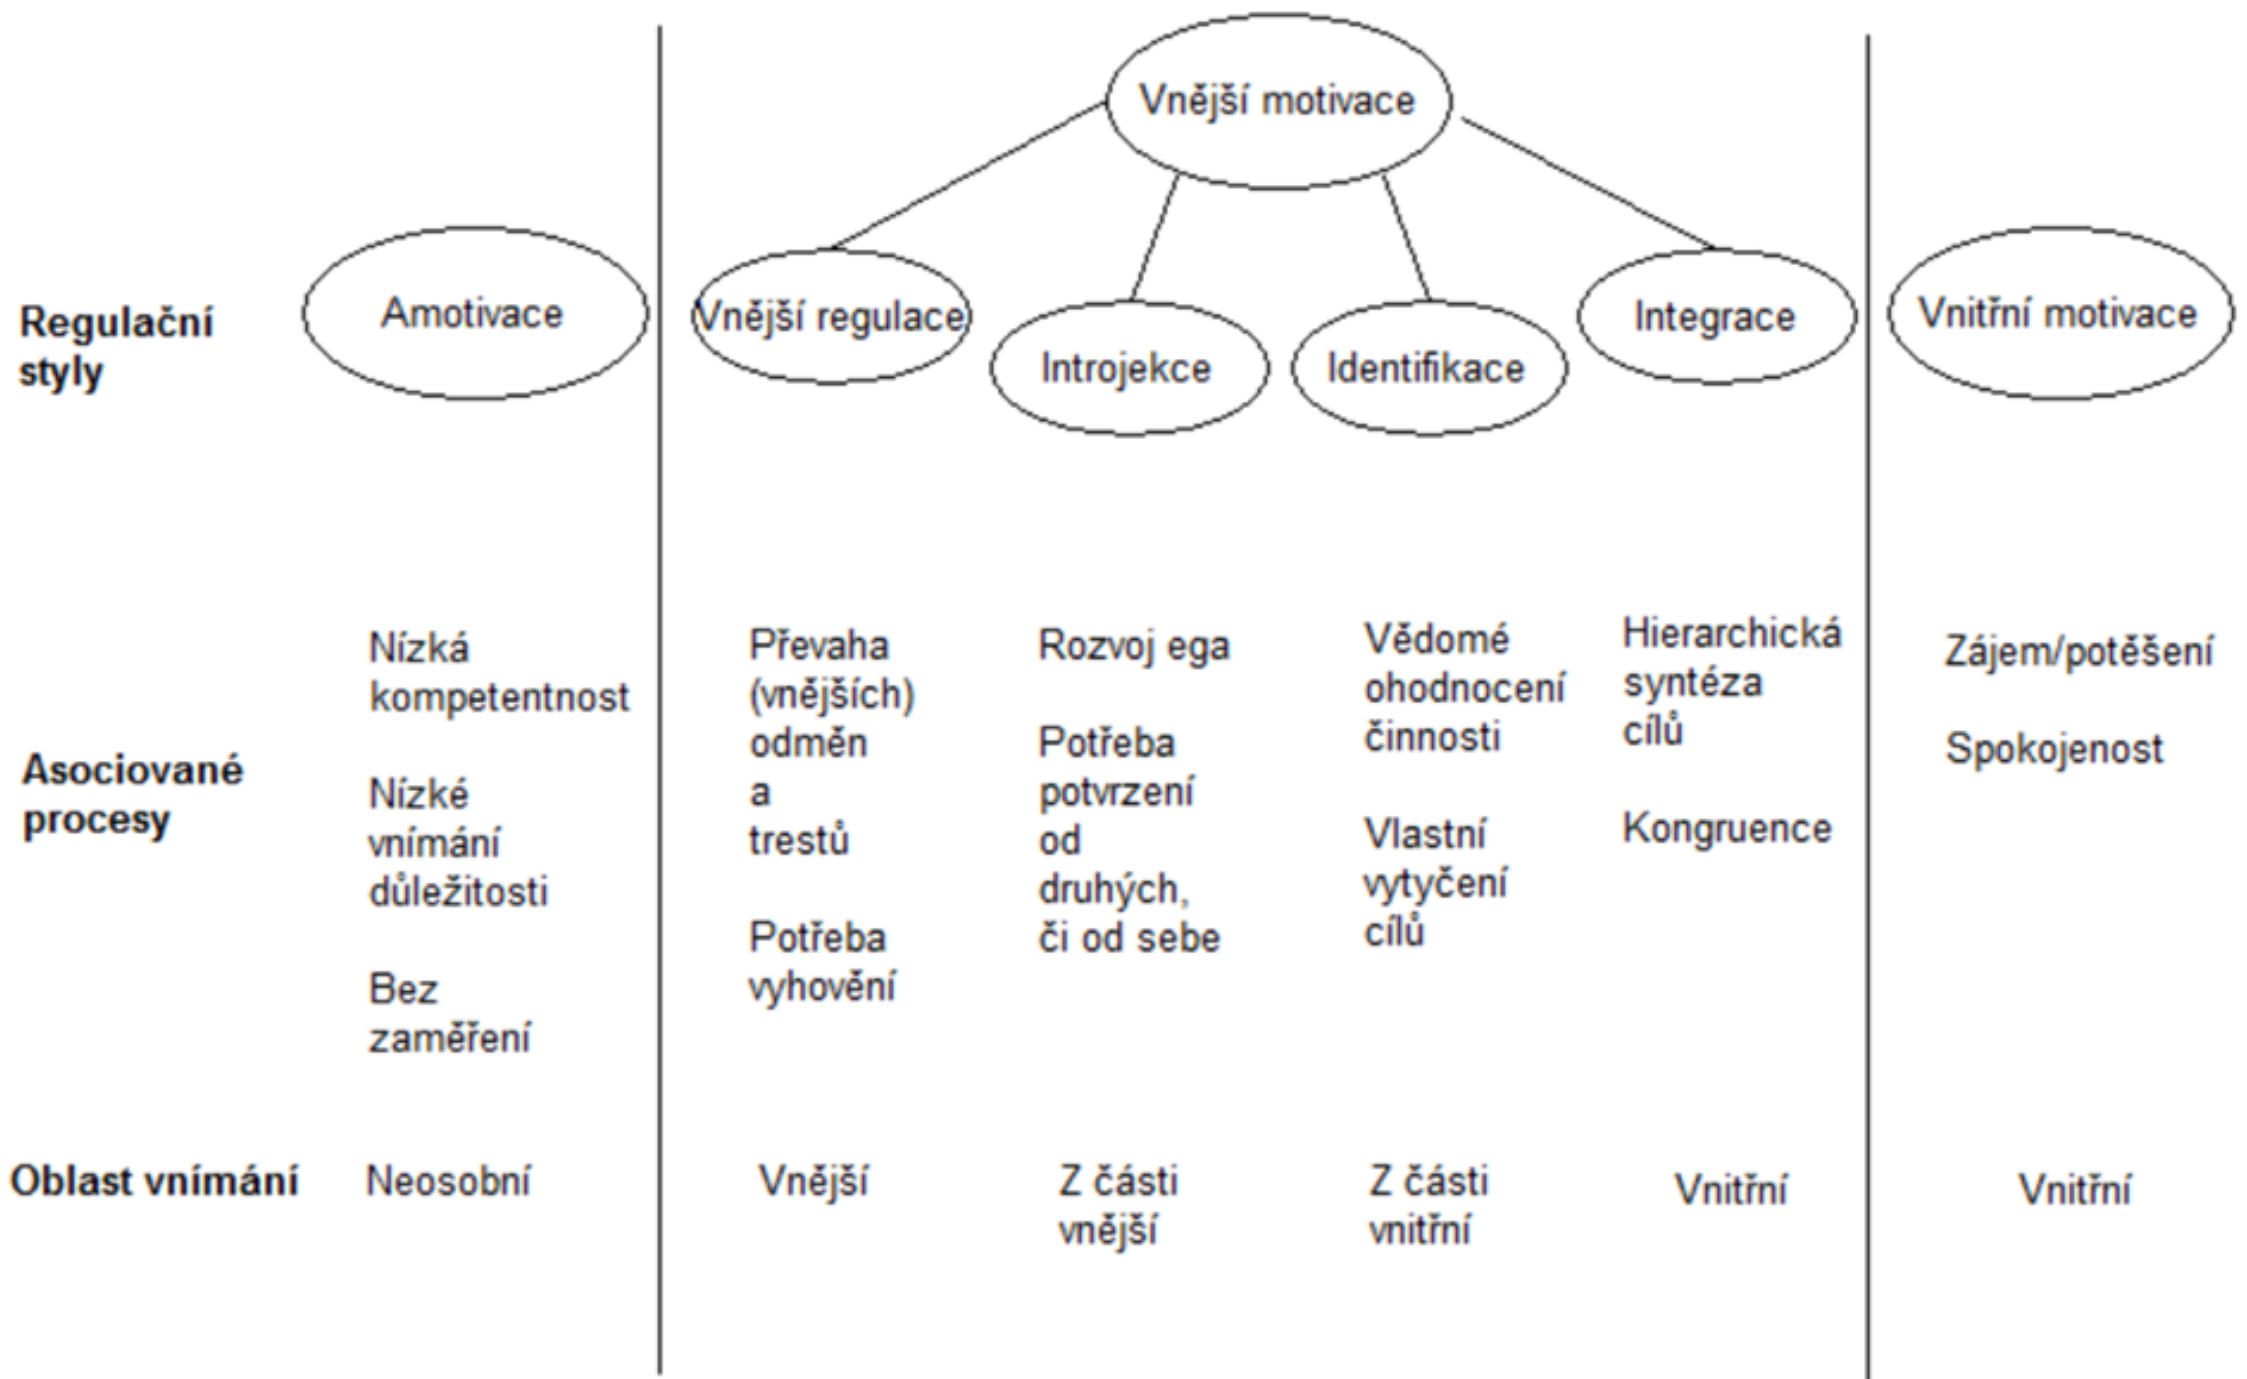 Vnější motivace
Regulační
styly
Amotivace
Vnější regulace
Introjekce
Identifikace
Integrace
Vnitřní motivace
Asociované
procesy
Nízká
kompetentnost
Nízké
vnímání
důležitosti
Bez
zaměření
Převaha
(vnějších)
odměn
a
trestů
Potřeba
vyhovění
Rozvoj ega
Potřeba
potvrzení
od
druhých,
či od sebe
Vědomé
ohodnocení
činnosti
Vlastní
vytyčení
cílů
Hierarchická
syntéza
cílů
Kongruence
Zájem/potěšení
Spokojenost
Oblast vnímání
Neosobní
Vnější
Z části
vnější
Z části
vnitřní
Vnitřní
Vnitřní